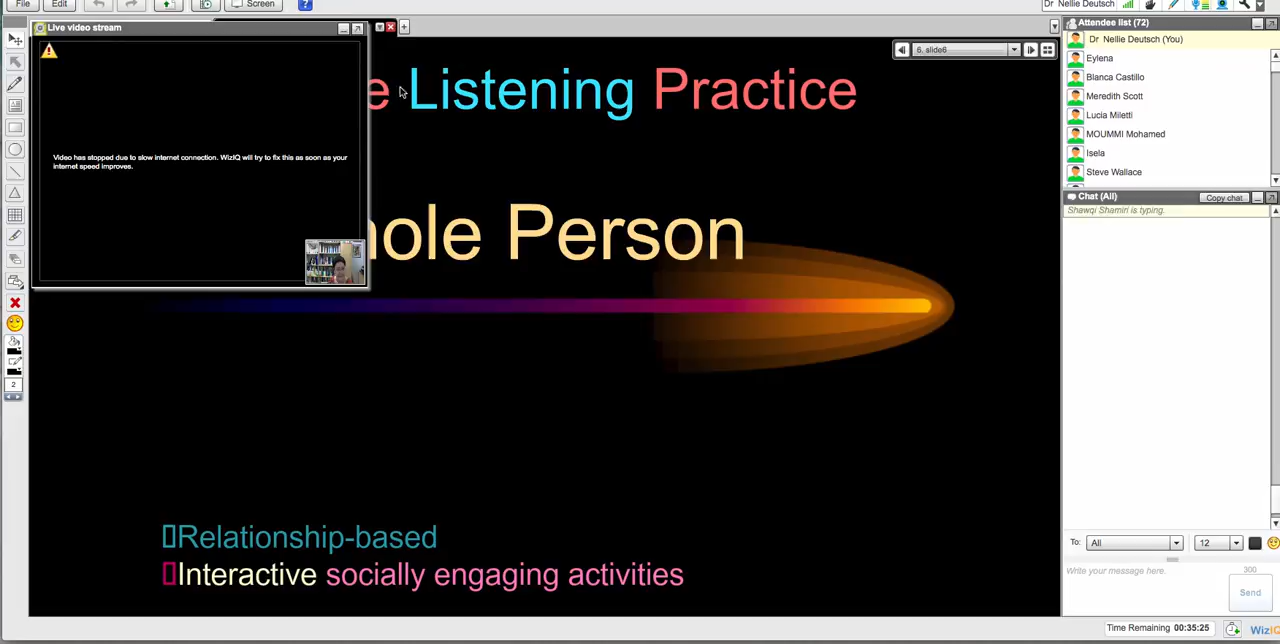 File Edit Screen ? Dr Nellie Deutsch
Live video stream
Video has stopped due to slow internet connection. WizIQ will try to fix this as soon as your
internet speed improves.
6. slide6
e Listening Practice
hole Person
Relationship-based
Interactive socially engaging activities
2
Attendee list (72)
Dr Nellie Deutsch (You)
Eylena
Blanca Castillo
Meredith Scott
Lucia Miletti
MOUMMI Mohamed
Isela
Steve Wallace
Chat (All)
Copy chat
Shawqi Shamiri is typing.
To: All 12
Write your message here.
300
Send
Time Remaining 00:35:25
WizIQ